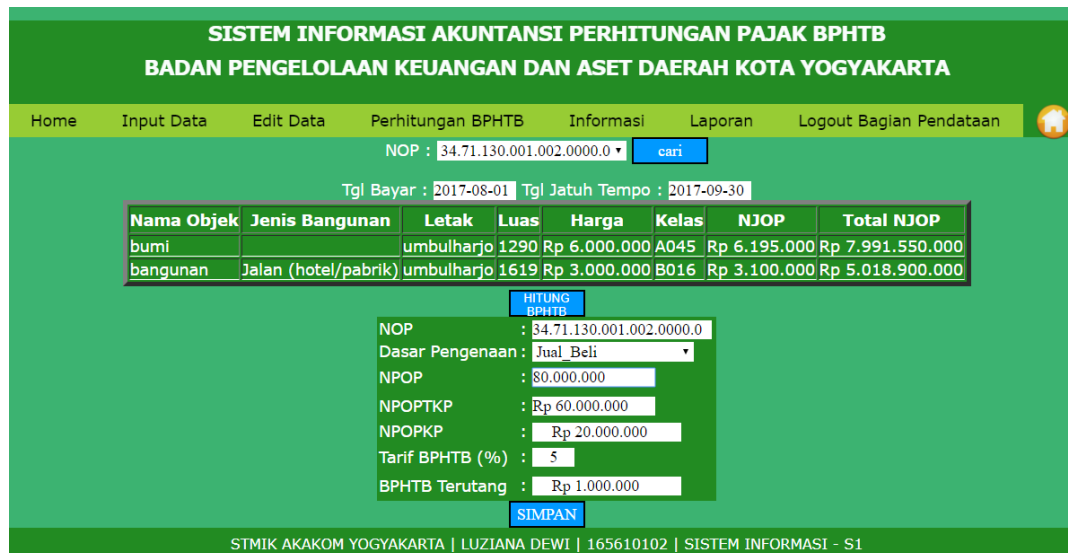 SISTEM INFORMASI AKUNTANSI PERHITUNGAN PAJAK BPHTB
BADAN PENGELOLAAN KEUANGAN DAN ASET DAERAH KOTA YOGYAKARTA
Home Input Data Edit Data Perhitungan BPHTB Informasi Laporan Logout Bagian Pendataan
NOP : 34.71.130.001.002.0000.0 cari
Tgl Bayar : 2017-08-01 Tgl Jatuh Tempo : 2017-09-30
Nama Objek Jenis Bangunan Letak Luas Harga Kelas NJOP Total NJOP
bumi umbulharjo 1290 Rp 6.000.000 A045 Rp 6.195.000 Rp 7.991.550.000
bangunan Jalan (hotel/pabrik) umbulharjo 1619 Rp 3.000.000 B016 Rp 3.100.000 Rp 5.018.900.000
HITUNG
BPHTB
NOP : 34.71.130.001.002.0000.0
Dasar Pengenaan : Jual_Beli
NPOP : 80.000.000
NPOPTKP : Rp 60.000.000
NPOPKP : Rp 20.000.000
Tarif BPHTB (%) : 5
BPHTB Terutang : Rp 1.000.000
SIMPAN
STMIK AKAKOM YOGYAKARTA | LUZIANA DEWI | 165610102 | SISTEM INFORMASI - S1